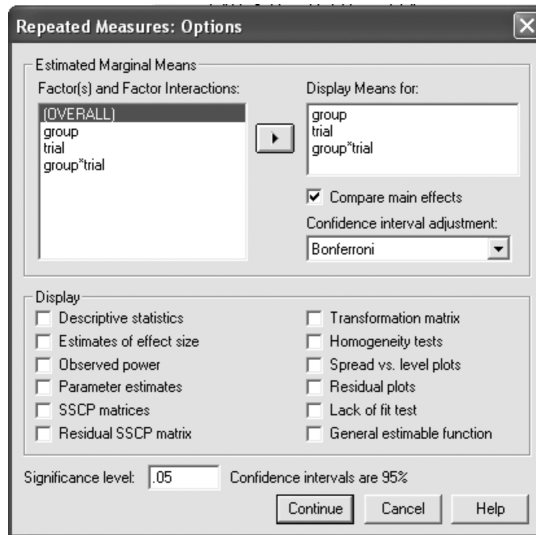 Repeated Measures: Options
Estimated Marginal Means
Factor(s) and Factor Interactions:
(OVERALL)
group
trial
group*trial
Display Means for:
group
trial
group*trial
Compare main effects
Confidence interval adjustment:
Bonferroni
Display
Descriptive statistics
Estimates of effect size
Observed power
Parameter estimates
SSCP matrices
Residual SSCP matrix
Transformation matrix
Homogeneity tests
Spread vs. level plots
Residual plots
Lack of fit test
General estimable function
Significance level: .05 Confidence intervals are 95%
Continue Cancel Help